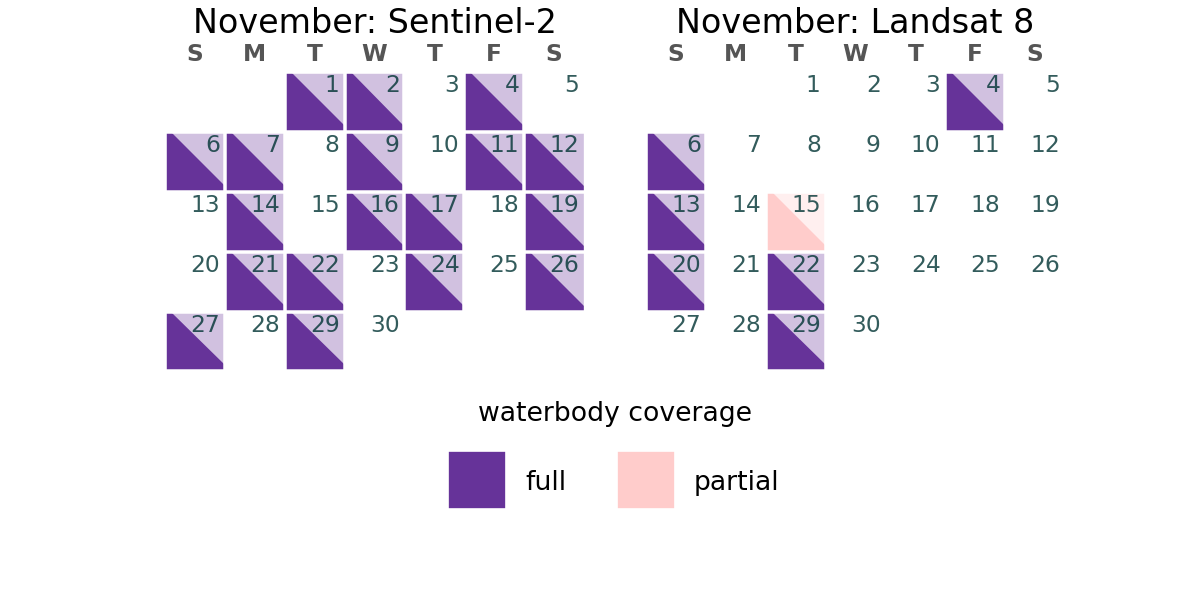 November: Sentinel-2
S M T W T F S
1 2 3 4 5
6 7 8 9 10 11 12
13 14 15 16 17 18 19
20 21 22 23 24 25 26
27 28 29 30
November: Landsat 8
S M T W T F S
1 2 3 4 5
6 7 8 9 10 11 12
13 14 15 16 17 18 19
20 21 22 23 24 25 26
27 28 29 30
waterbody coverage
full
partial